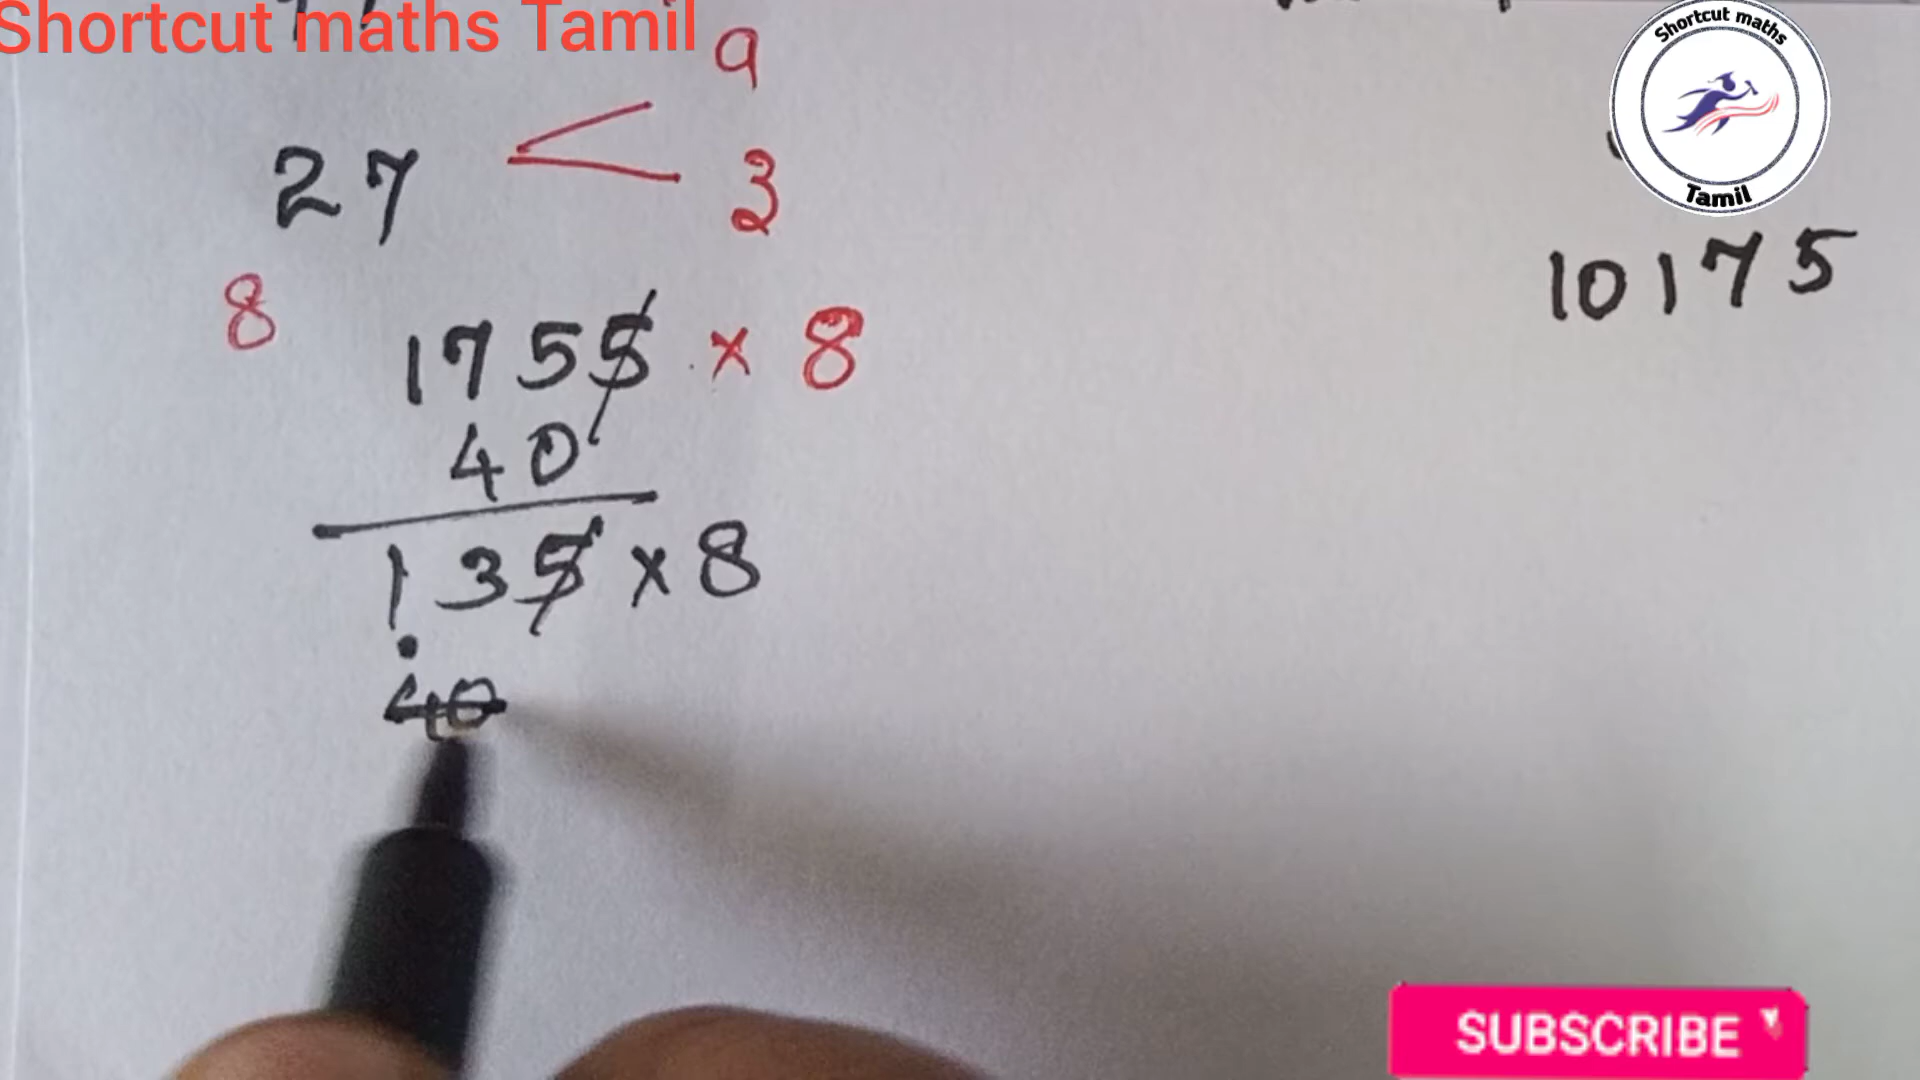 Shortcut maths Tamil
9
27 < 3
8
1755 × 8
40
135 × 8
40
10175
Shortcut maths
Tamil
SUBSCRIBE